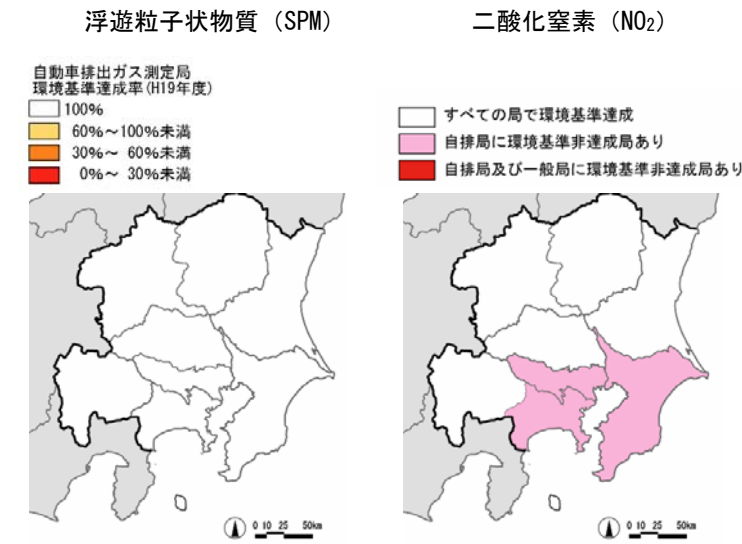 浮遊粒子状物質（SPM）
自動車排出ガス測定局
環境基準達成率(H19年度)
100%
60%～100%未満
30%～ 60%未満
0%～ 30%未満
0 10 25 50km
二酸化窒素（NO₂）
すべての局で環境基準達成
自排局に環境基準非達成局あり
自排局及び一般局に環境基準非達成局あり
0 10 25 50km